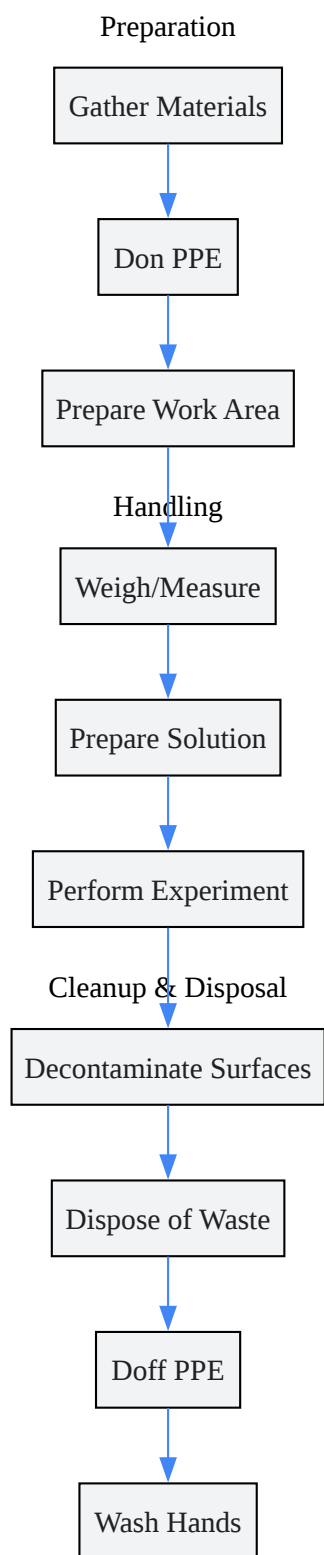 Preparation
Gather Materials
Don PPE
Prepare Work Area
Handling
Weigh/Measure
Prepare Solution
Perform Experiment
Cleanup & Disposal
Decontaminate Surfaces
Dispose of Waste
Doff PPE
Wash Hands